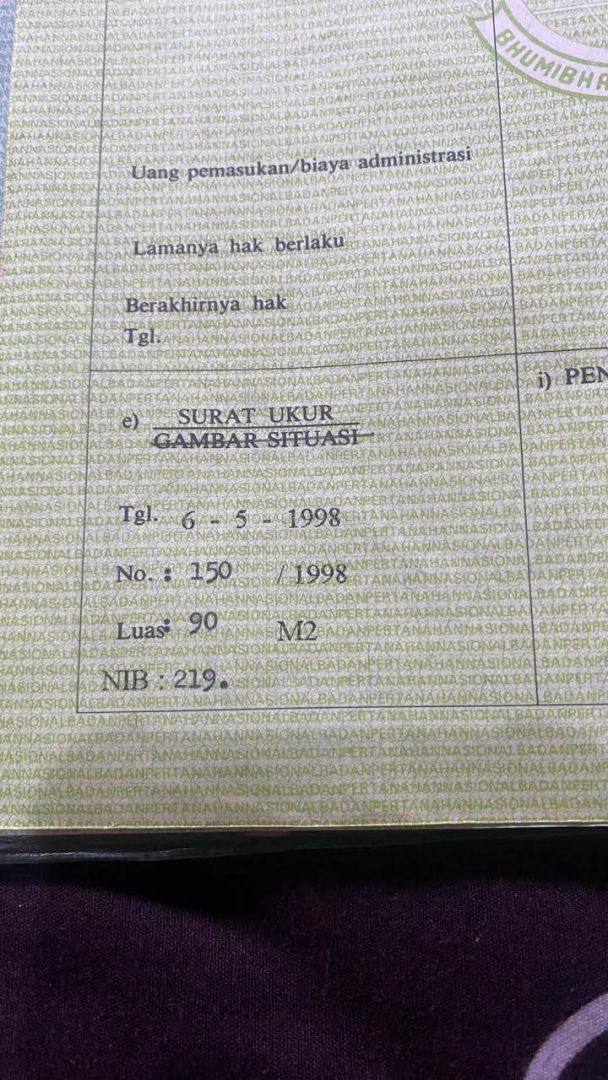 BHUMIBH
Uang pemasukan/biaya administrasi
Lamanya hak berlaku
Berakhirnya hak
Tgl.
i) PEN
e) SURAT UKUR
GAMBAR SITUASI
Tgl. 6 - 5 - 1998
No. : 150 / 1998
Luas: 90 M2
NIB : 219.